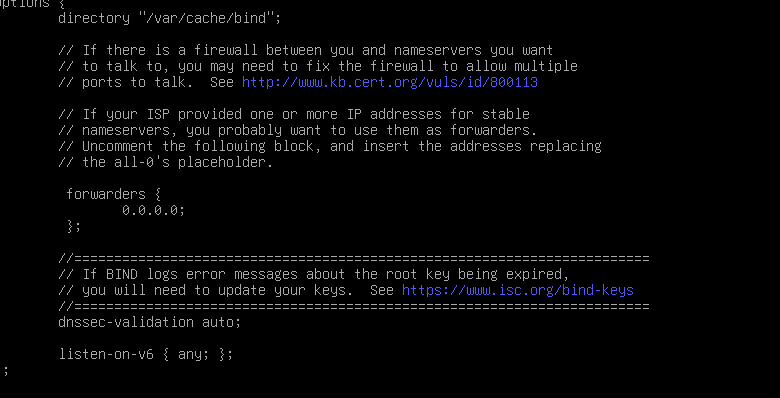 ptions {
directory "/var/cache/bind";
// If there is a firewall between you and nameservers you want
// to talk to, you may need to fix the firewall to allow multiple
// ports to talk.  See http://www.kb.cert.org/vuls/id/800113
// If your ISP provided one or more IP addresses for stable
// nameservers, you probably want to use them as forwarders.
// Uncomment the following block, and insert the addresses replacing
// the all-0's placeholder.
forwarders {
0.0.0.0;
};
//========================================================================
// If BIND logs error messages about the root key being expired,
// you will need to update your keys.  See https://www.isc.org/bind-keys
//========================================================================
dnssec-validation auto;
listen-on-v6 { any; };
;